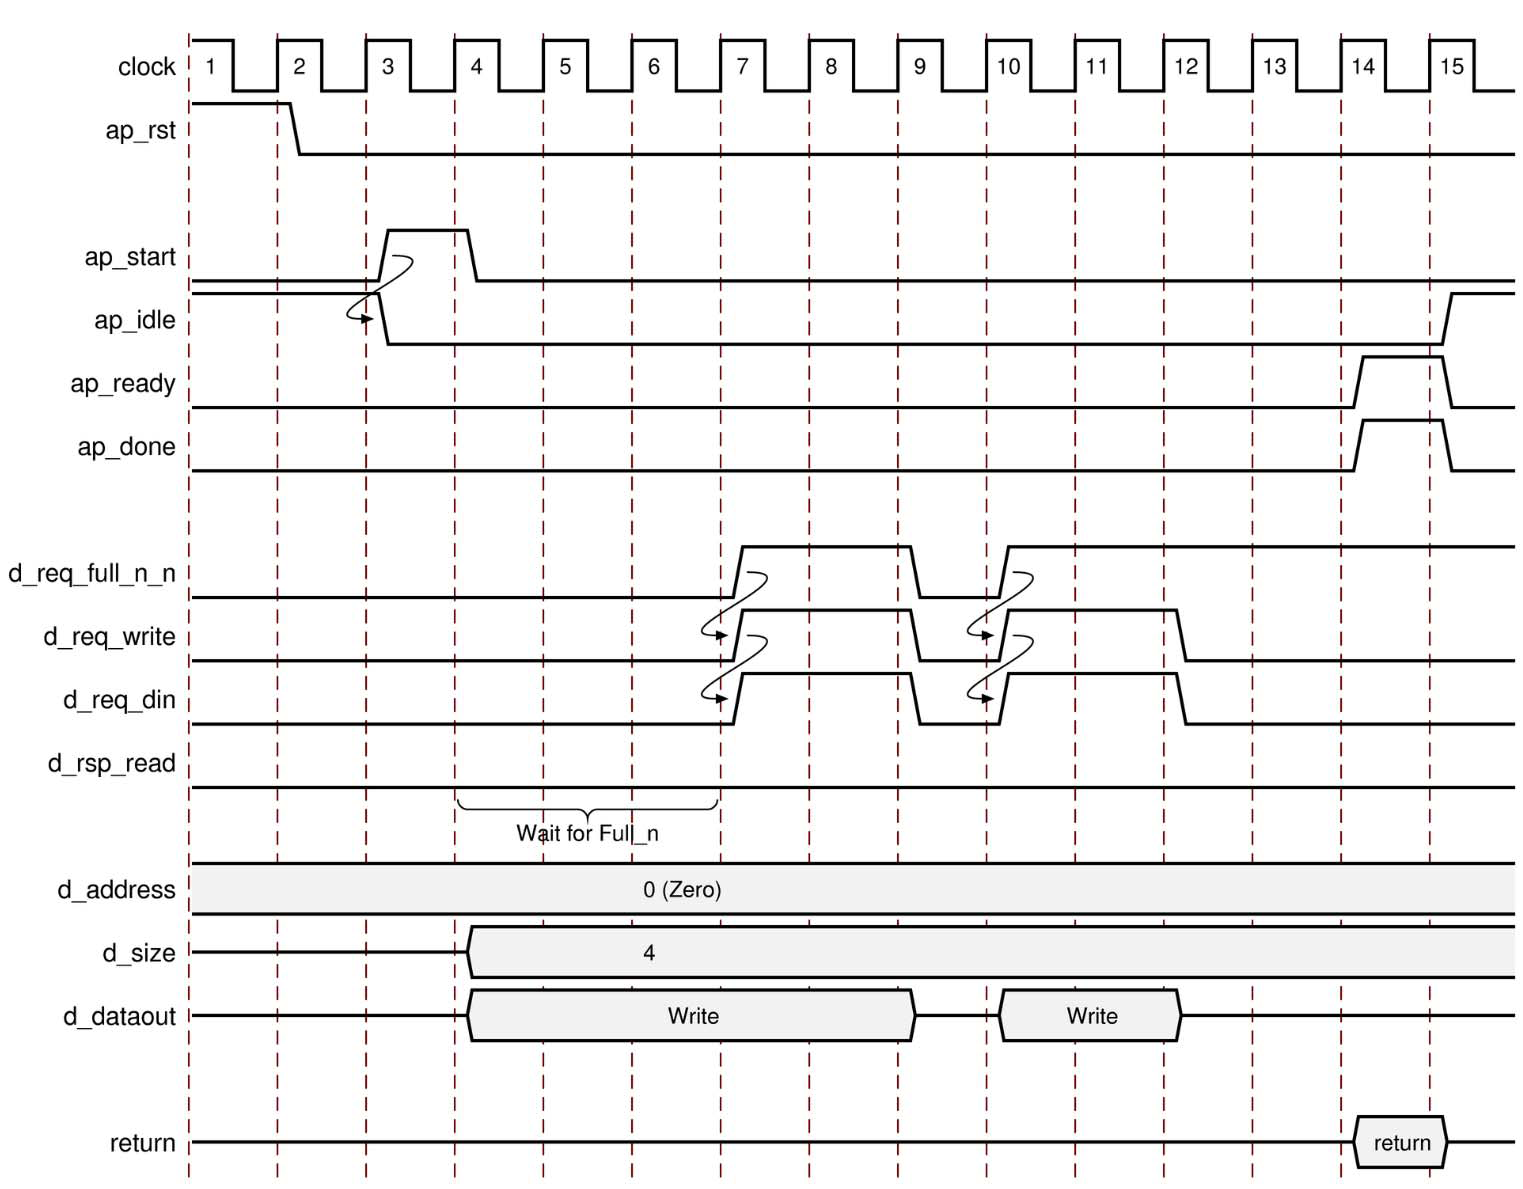 clock 1 2 3 4 5 6 7 8 9 10 11 12 13 14 15
ap_rst
ap_start
ap_idle
ap_ready
ap_done
d_req_full_n_n
d_req_write
d_req_din
d_rsp_read
Wait for Full_n
d_address 0 (Zero)
d_size 4
d_dataout Write Write
return return